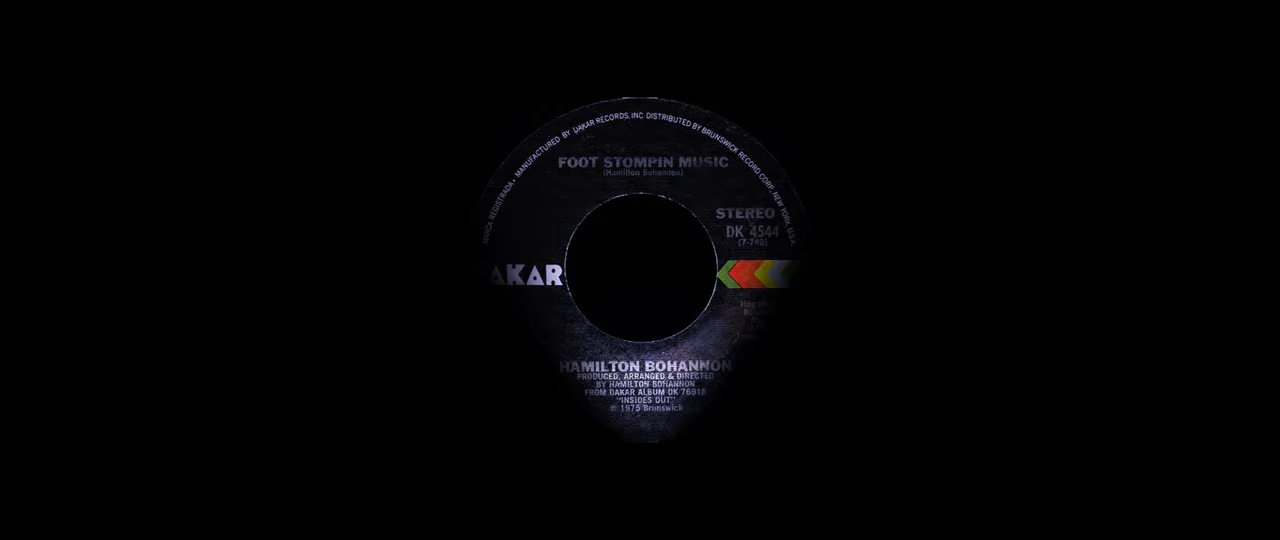 MARCA REGISTRADA • MANUFACTURED BY DAKAR RECORDS, INC DISTRIBUTED BY BRUNSWICK RECORD CORP. NEW YORK, U.S.A.
FOOT STOMPIN MUSIC
(Hamilton Bohannon)
STEREO
DK 4544
(7-740)
AKAR
HAMILTON BOHANNON
PRODUCED, ARRANGED & DIRECTED
BY HAMILTON BOHANNON
FROM DAKAR ALBUM DK 76916
"INSIDES OUT"
℗ 1975 Brunswick